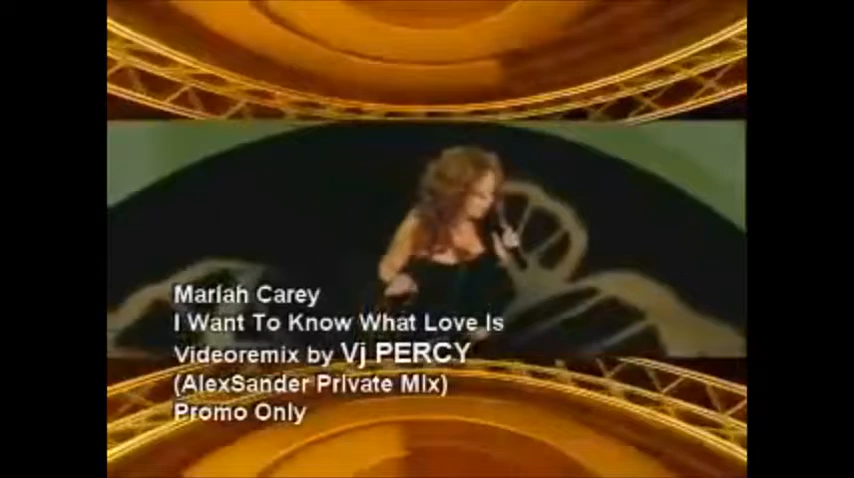 Mariah Carey
I Want To Know What Love Is
Videoremix by Vj PERCY
(AlexSander Private Mix)
Promo Only